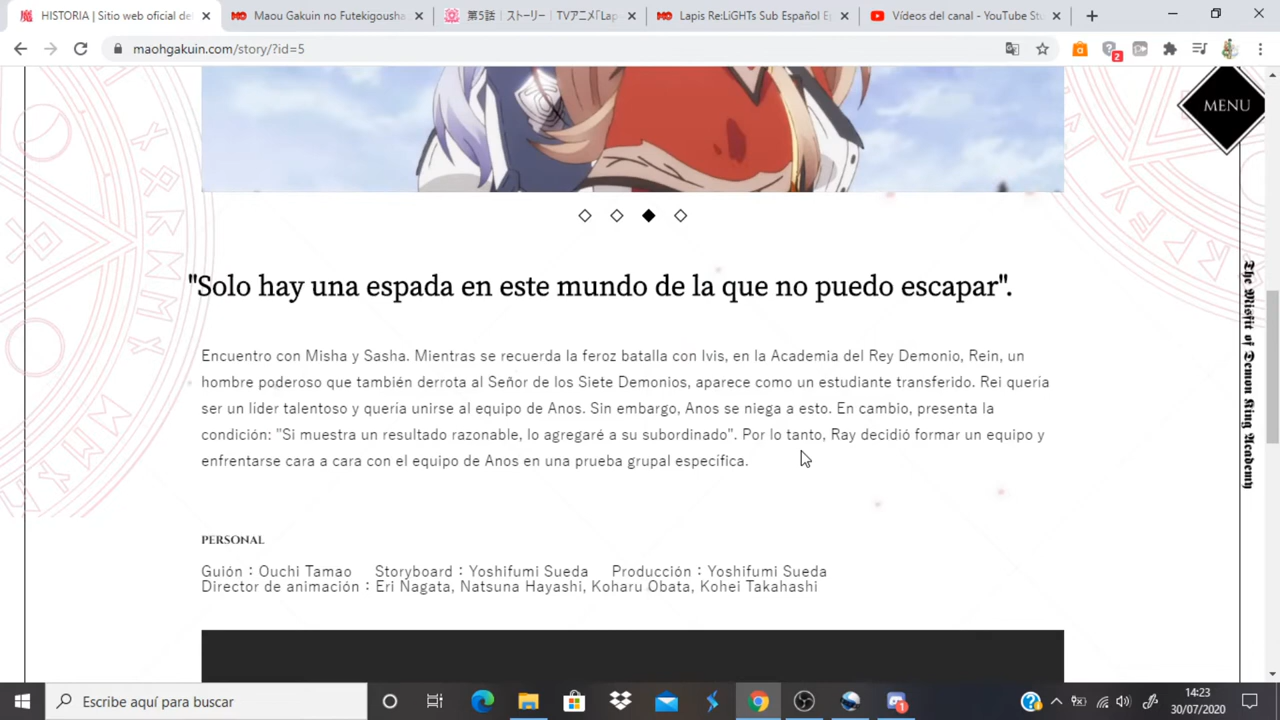 HISTORIA | Sitio web oficial del
Maou Gakuin no Futekigousha
第5話 | ストーリー | TVアニメ「Lap
Lapis Re:LiGHTs Sub Español E
Vídeos del canal - YouTube St
maohgakuin.com/story/?id=5
2
MENU
"Solo hay una espada en este mundo de la que no puedo escapar".
Encuentro con Misha y Sasha. Mientras se recuerda la feroz batalla con Ivis, en la Academia del Rey Demonio, Rein, un
hombre poderoso que también derrota al Señor de los Siete Demonios, aparece como un estudiante transferido. Rei quería
ser un líder talentoso y quería unirse al equipo de Anos. Sin embargo, Anos se niega a esto. En cambio, presenta la
condición: "Si muestra un resultado razonable, lo agregaré a su subordinado". Por lo tanto, Ray decidió formar un equipo y
enfrentarse cara a cara con el equipo de Anos en una prueba grupal específica.
The Misfit of Demon King Academy
PERSONAL
Guión：Ouchi Tamao Storyboard：Yoshifumi Sueda Producción：Yoshifumi Sueda
Director de animación：Eri Nagata, Natsuna Hayashi, Koharu Obata, Kohei Takahashi
Escribe aquí para buscar
1
14:23
30/07/2020